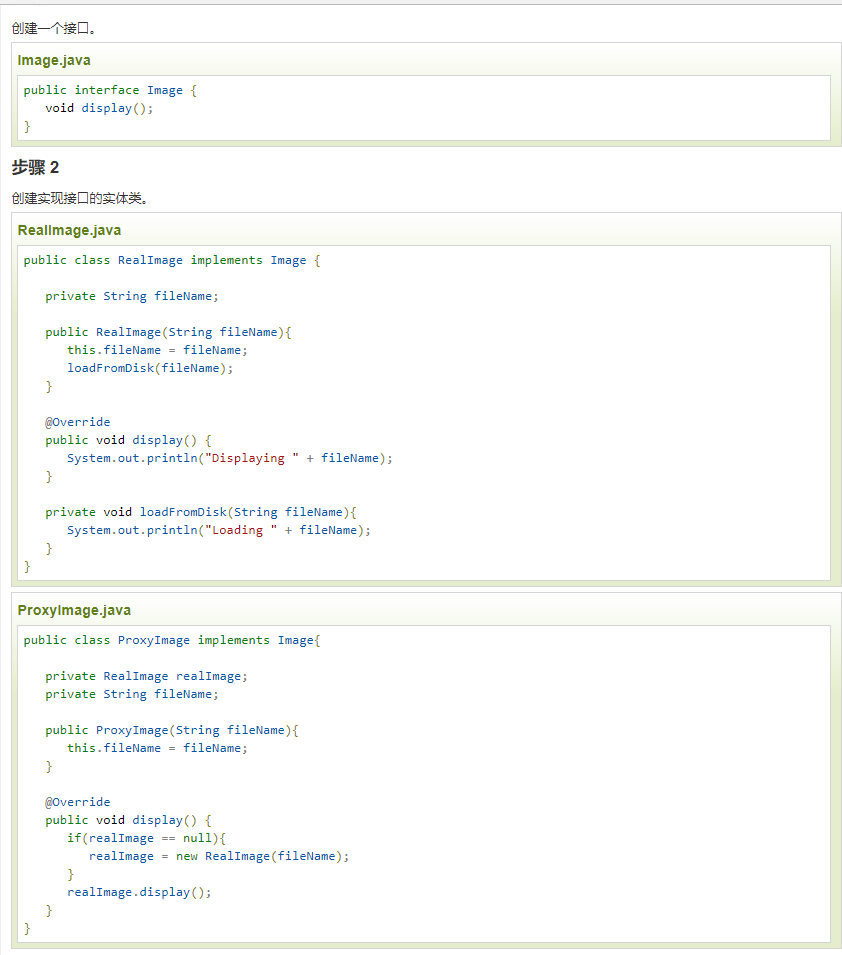 创建一个接口。
Image.java
public interface Image {
   void display();
}
步骤 2
创建实现接口的实体类。
RealImage.java
public class RealImage implements Image {
   private String fileName;
   public RealImage(String fileName){
      this.fileName = fileName;
      loadFromDisk(fileName);
   }
   @Override
   public void display() {
      System.out.println("Displaying " + fileName);
   }
   private void loadFromDisk(String fileName){
      System.out.println("Loading " + fileName);
   }
}
ProxyImage.java
public class ProxyImage implements Image{
   private RealImage realImage;
   private String fileName;
   public ProxyImage(String fileName){
      this.fileName = fileName;
   }
   @Override
   public void display() {
      if(realImage == null){
         realImage = new RealImage(fileName);
      }
      realImage.display();
   }
}